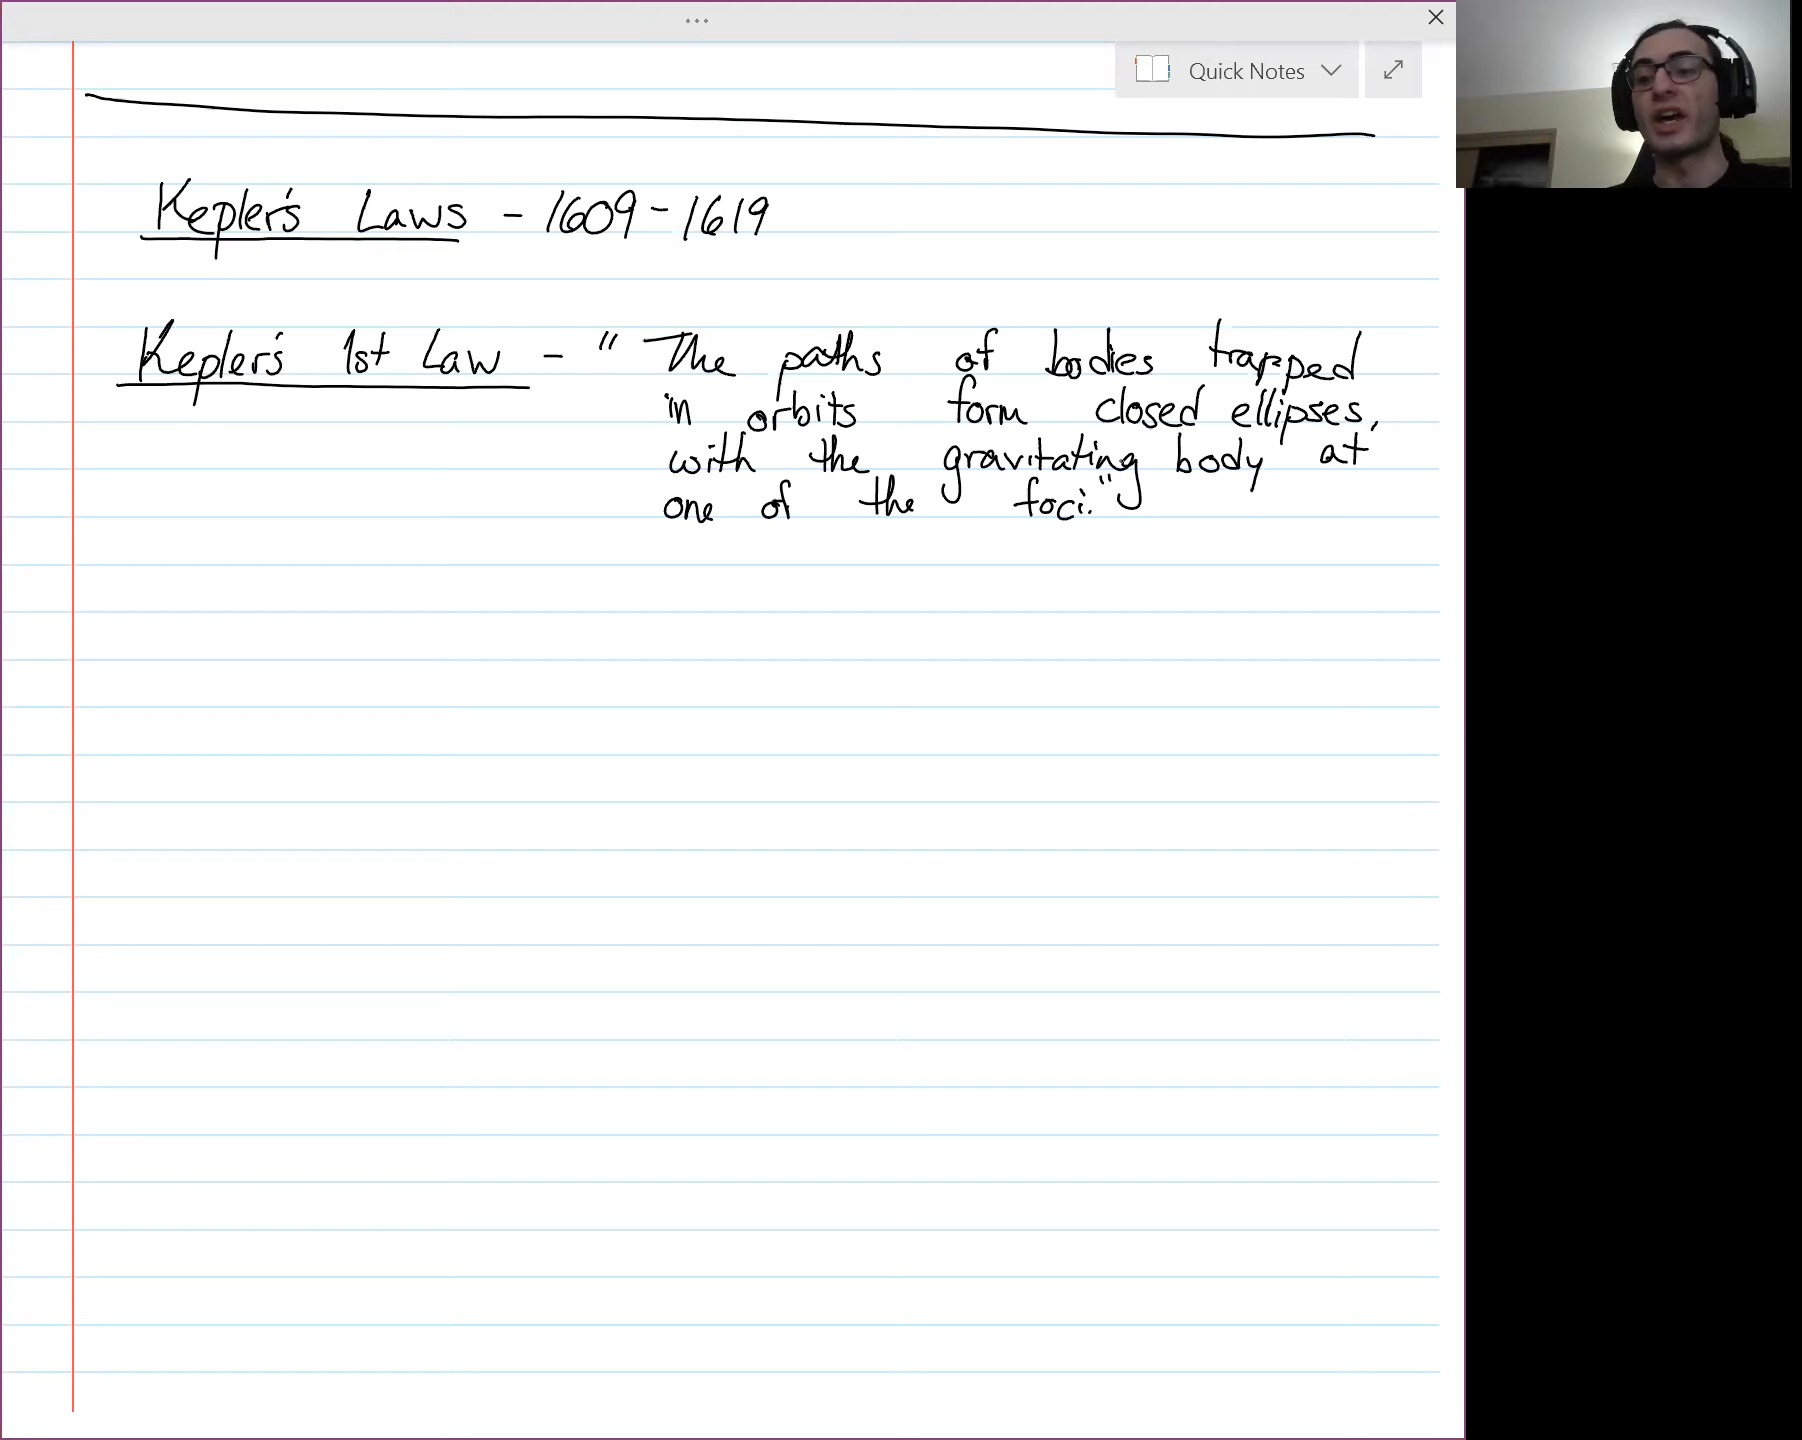 Quick Notes
Kepler's Laws - 1609-1619
Kepler's 1st Law - "The paths of bodies trapped
in orbits form closed ellipses,
with the gravitating body at
one of the foci."